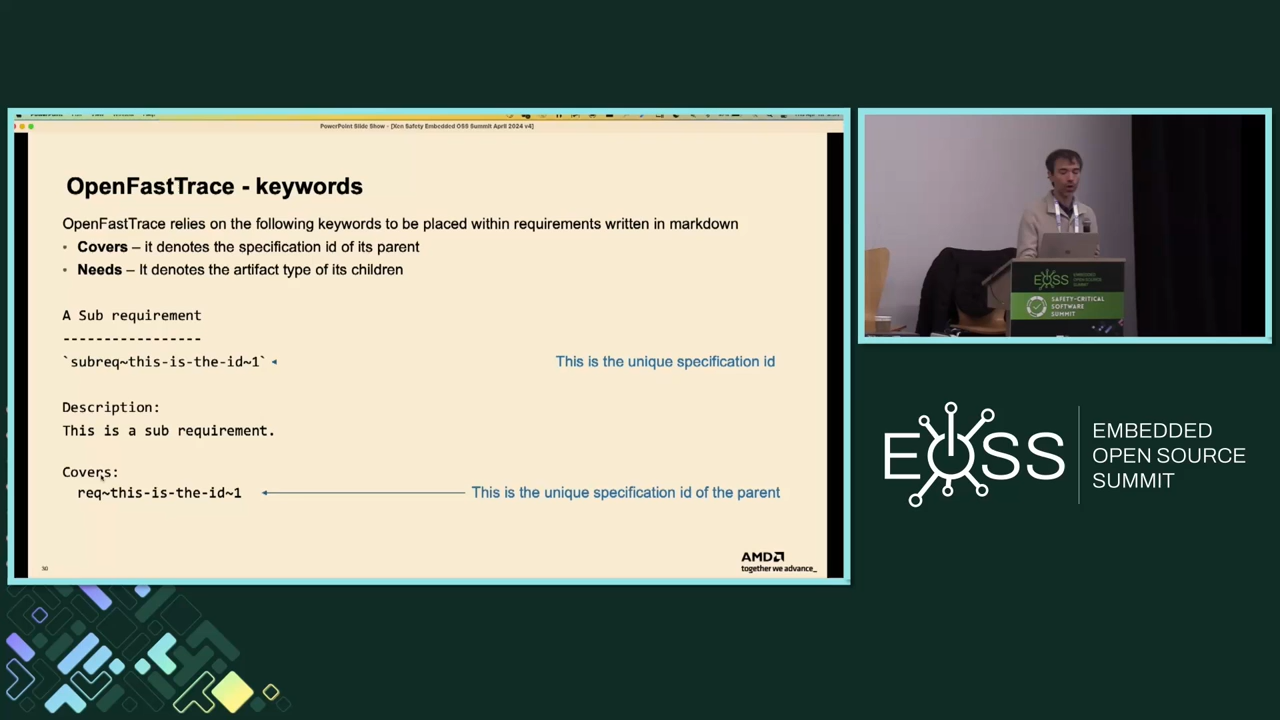 PowerPoint Slide Show - [Xen Safety Embedded OSS Summit April 2024 v4]
OpenFastTrace - keywords
OpenFastTrace relies on the following keywords to be placed within requirements written in markdown
• Covers – it denotes the specification id of its parent
• Needs – It denotes the artifact type of its children
A Sub requirement
-----------------
`subreq~this-is-the-id~1`
This is the unique specification id
Description:
This is a sub requirement.
Covers:
req~this-is-the-id~1
This is the unique specification id of the parent
30
AMD
together we advance_
EOSS
EMBEDDED
OPEN SOURCE
SUMMIT
SAFETY-CRITICAL
SOFTWARE
SUMMIT
EOSS
EMBEDDED
OPEN SOURCE
SUMMIT